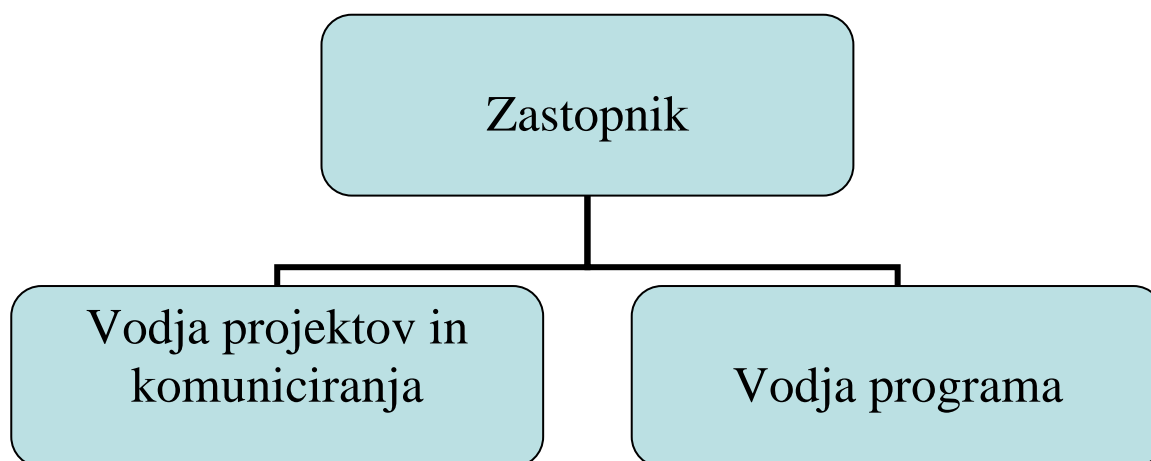 Zastopnik
Vodja projektov in
komuniciranja
Vodja programa